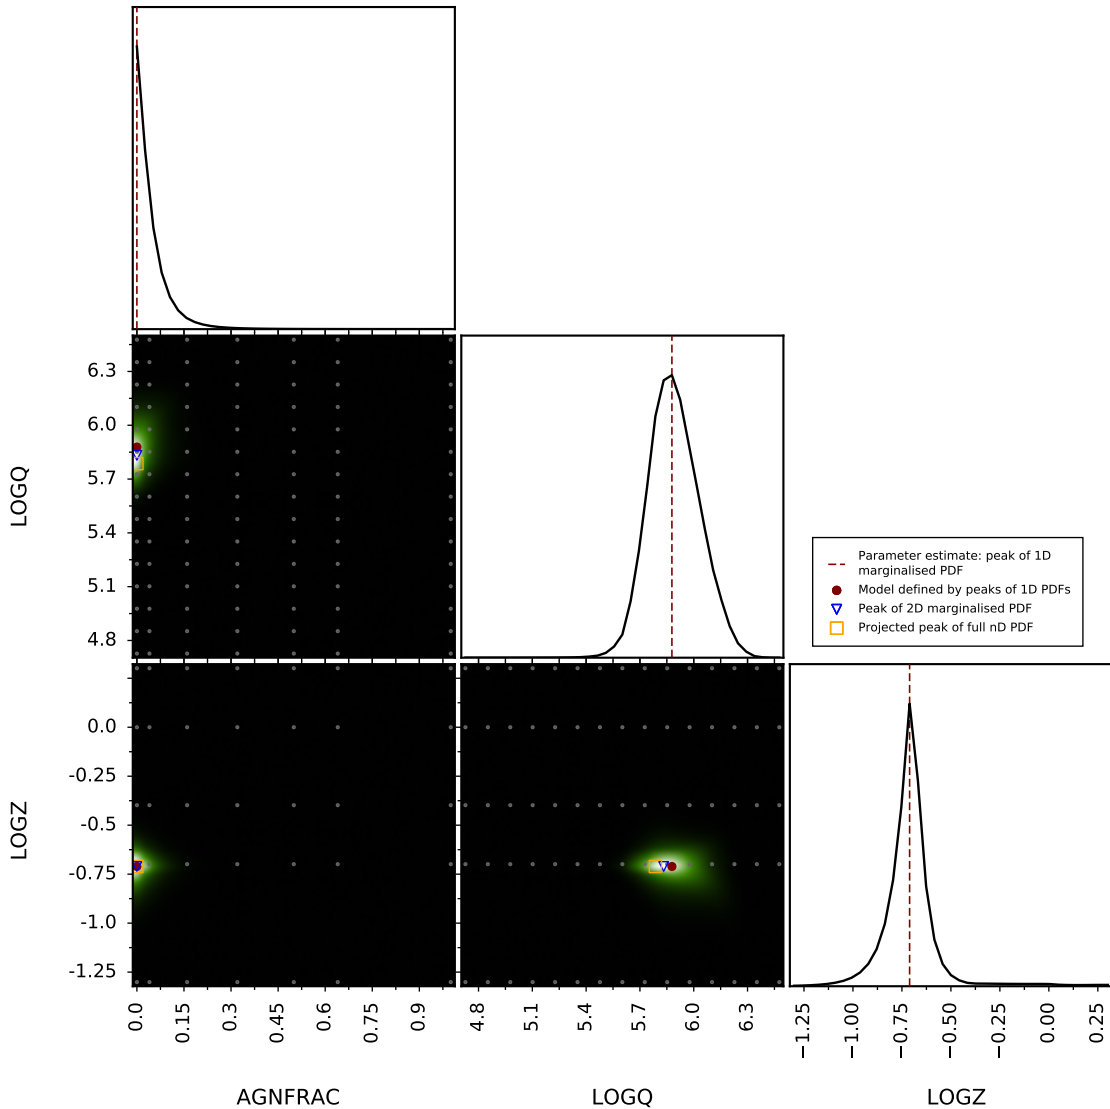 6.3
6.0
5.7
5.4
5.1
4.8
LOGQ
Parameter estimate: peak of 1D
marginalised PDF
Model defined by peaks of 1D PDFs
Peak of 2D marginalised PDF
Projected peak of full nD PDF
0.0
-0.25
-0.5
-0.75
-1.0
-1.25
LOGZ
0.0 0.15 0.3 0.45 0.6 0.75 0.9
4.8 5.1 5.4 5.7 6.0 6.3
−1.25 −1.00 −0.75 −0.50 −0.25 0.00 0.25
AGNFRAC LOGQ LOGZ